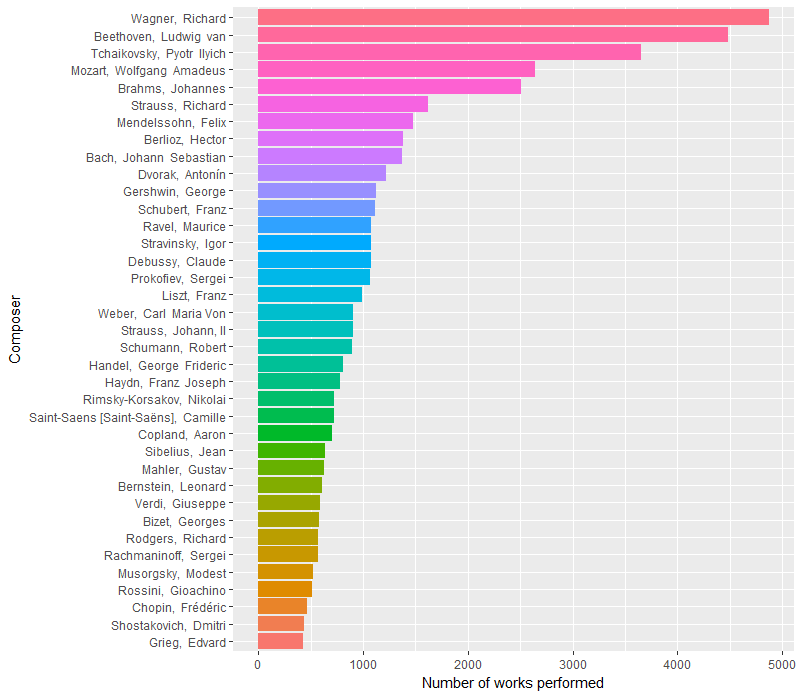 Wagner, Richard
Beethoven, Ludwig van
Tchaikovsky, Pyotr Ilyich
Mozart, Wolfgang Amadeus
Brahms, Johannes
Strauss, Richard
Mendelssohn, Felix
Berlioz, Hector
Bach, Johann Sebastian
Dvorak, Antonín
Gershwin, George
Schubert, Franz
Ravel, Maurice
Stravinsky, Igor
Debussy, Claude
Prokofiev, Sergei
Liszt, Franz
Weber, Carl Maria Von
Strauss, Johann, II
Schumann, Robert
Handel, George Frideric
Haydn, Franz Joseph
Rimsky-Korsakov, Nikolai
Saint-Saens [Saint-Saëns], Camille
Copland, Aaron
Sibelius, Jean
Mahler, Gustav
Bernstein, Leonard
Verdi, Giuseppe
Bizet, Georges
Rodgers, Richard
Rachmaninoff, Sergei
Musorgsky, Modest
Rossini, Gioachino
Chopin, Frédéric
Shostakovich, Dmitri
Grieg, Edvard
Composer
0 1000 2000 3000 4000 5000
Number of works performed